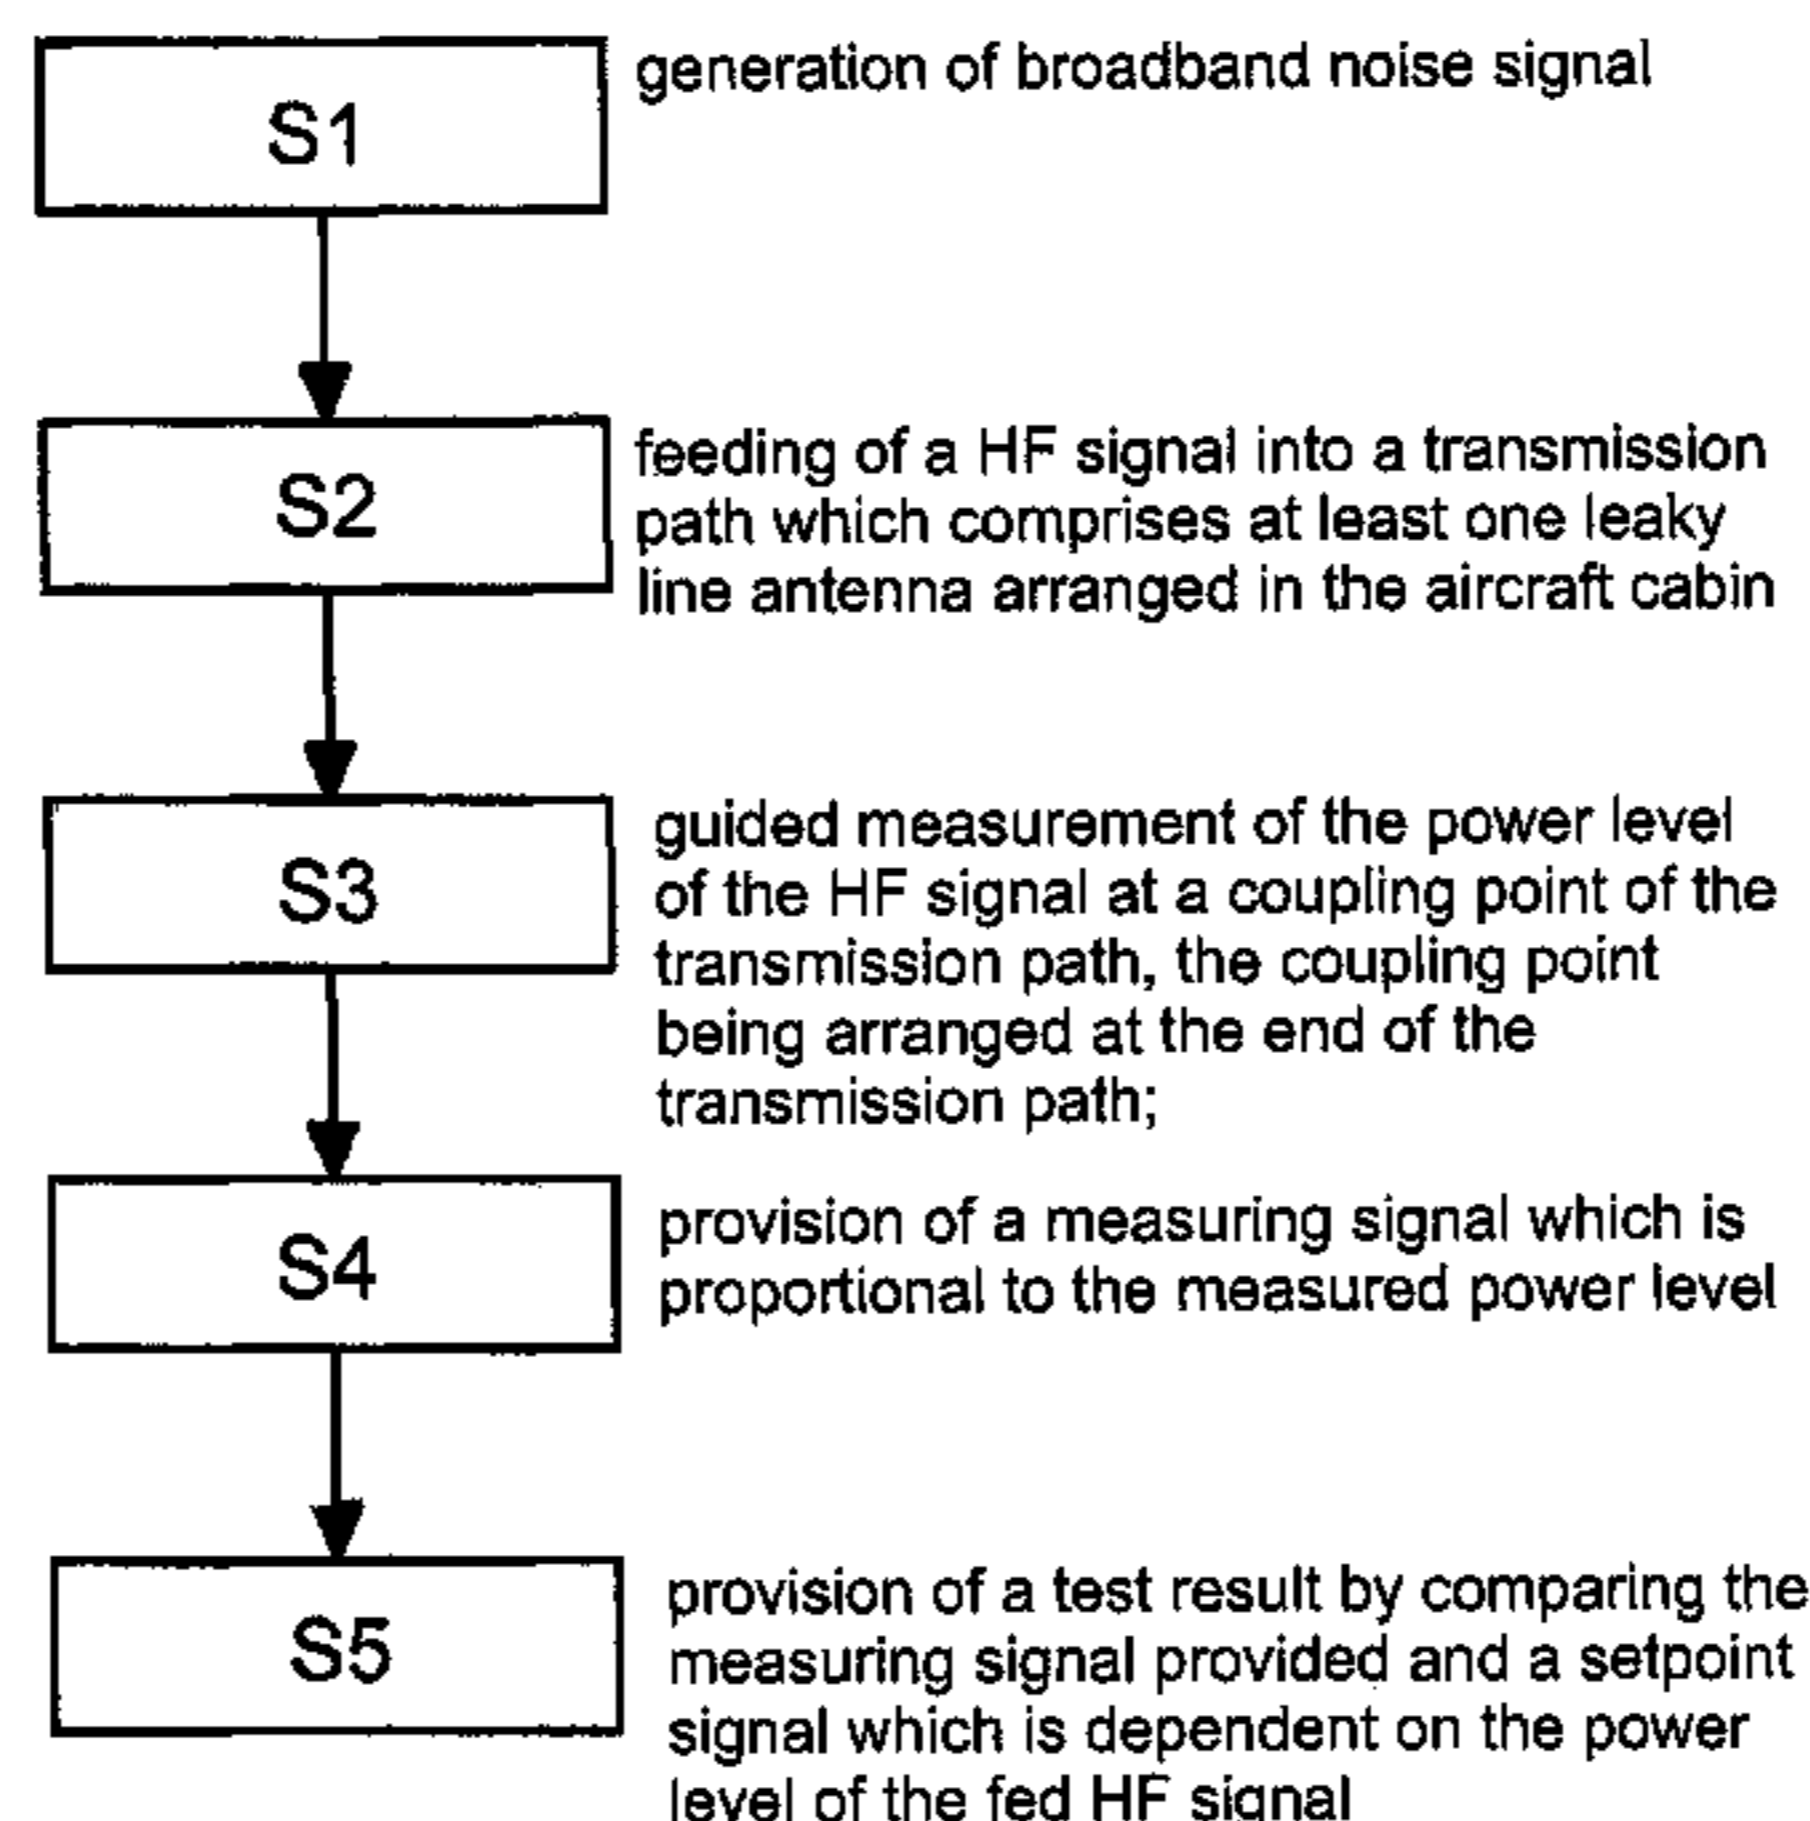 S1
generation of broadband noise signal
S2
feeding of a HF signal into a transmission
path which comprises at least one leaky
line antenna arranged in the aircraft cabin
S3
guided measurement of the power level
of the HF signal at a coupling point of the
transmission path, the coupling point
being arranged at the end of the
transmission path;
S4
provision of a measuring signal which is
proportional to the measured power level
S5
provision of a test result by comparing the
measuring signal provided and a setpoint
signal which is dependent on the power
level of the fed HF signal